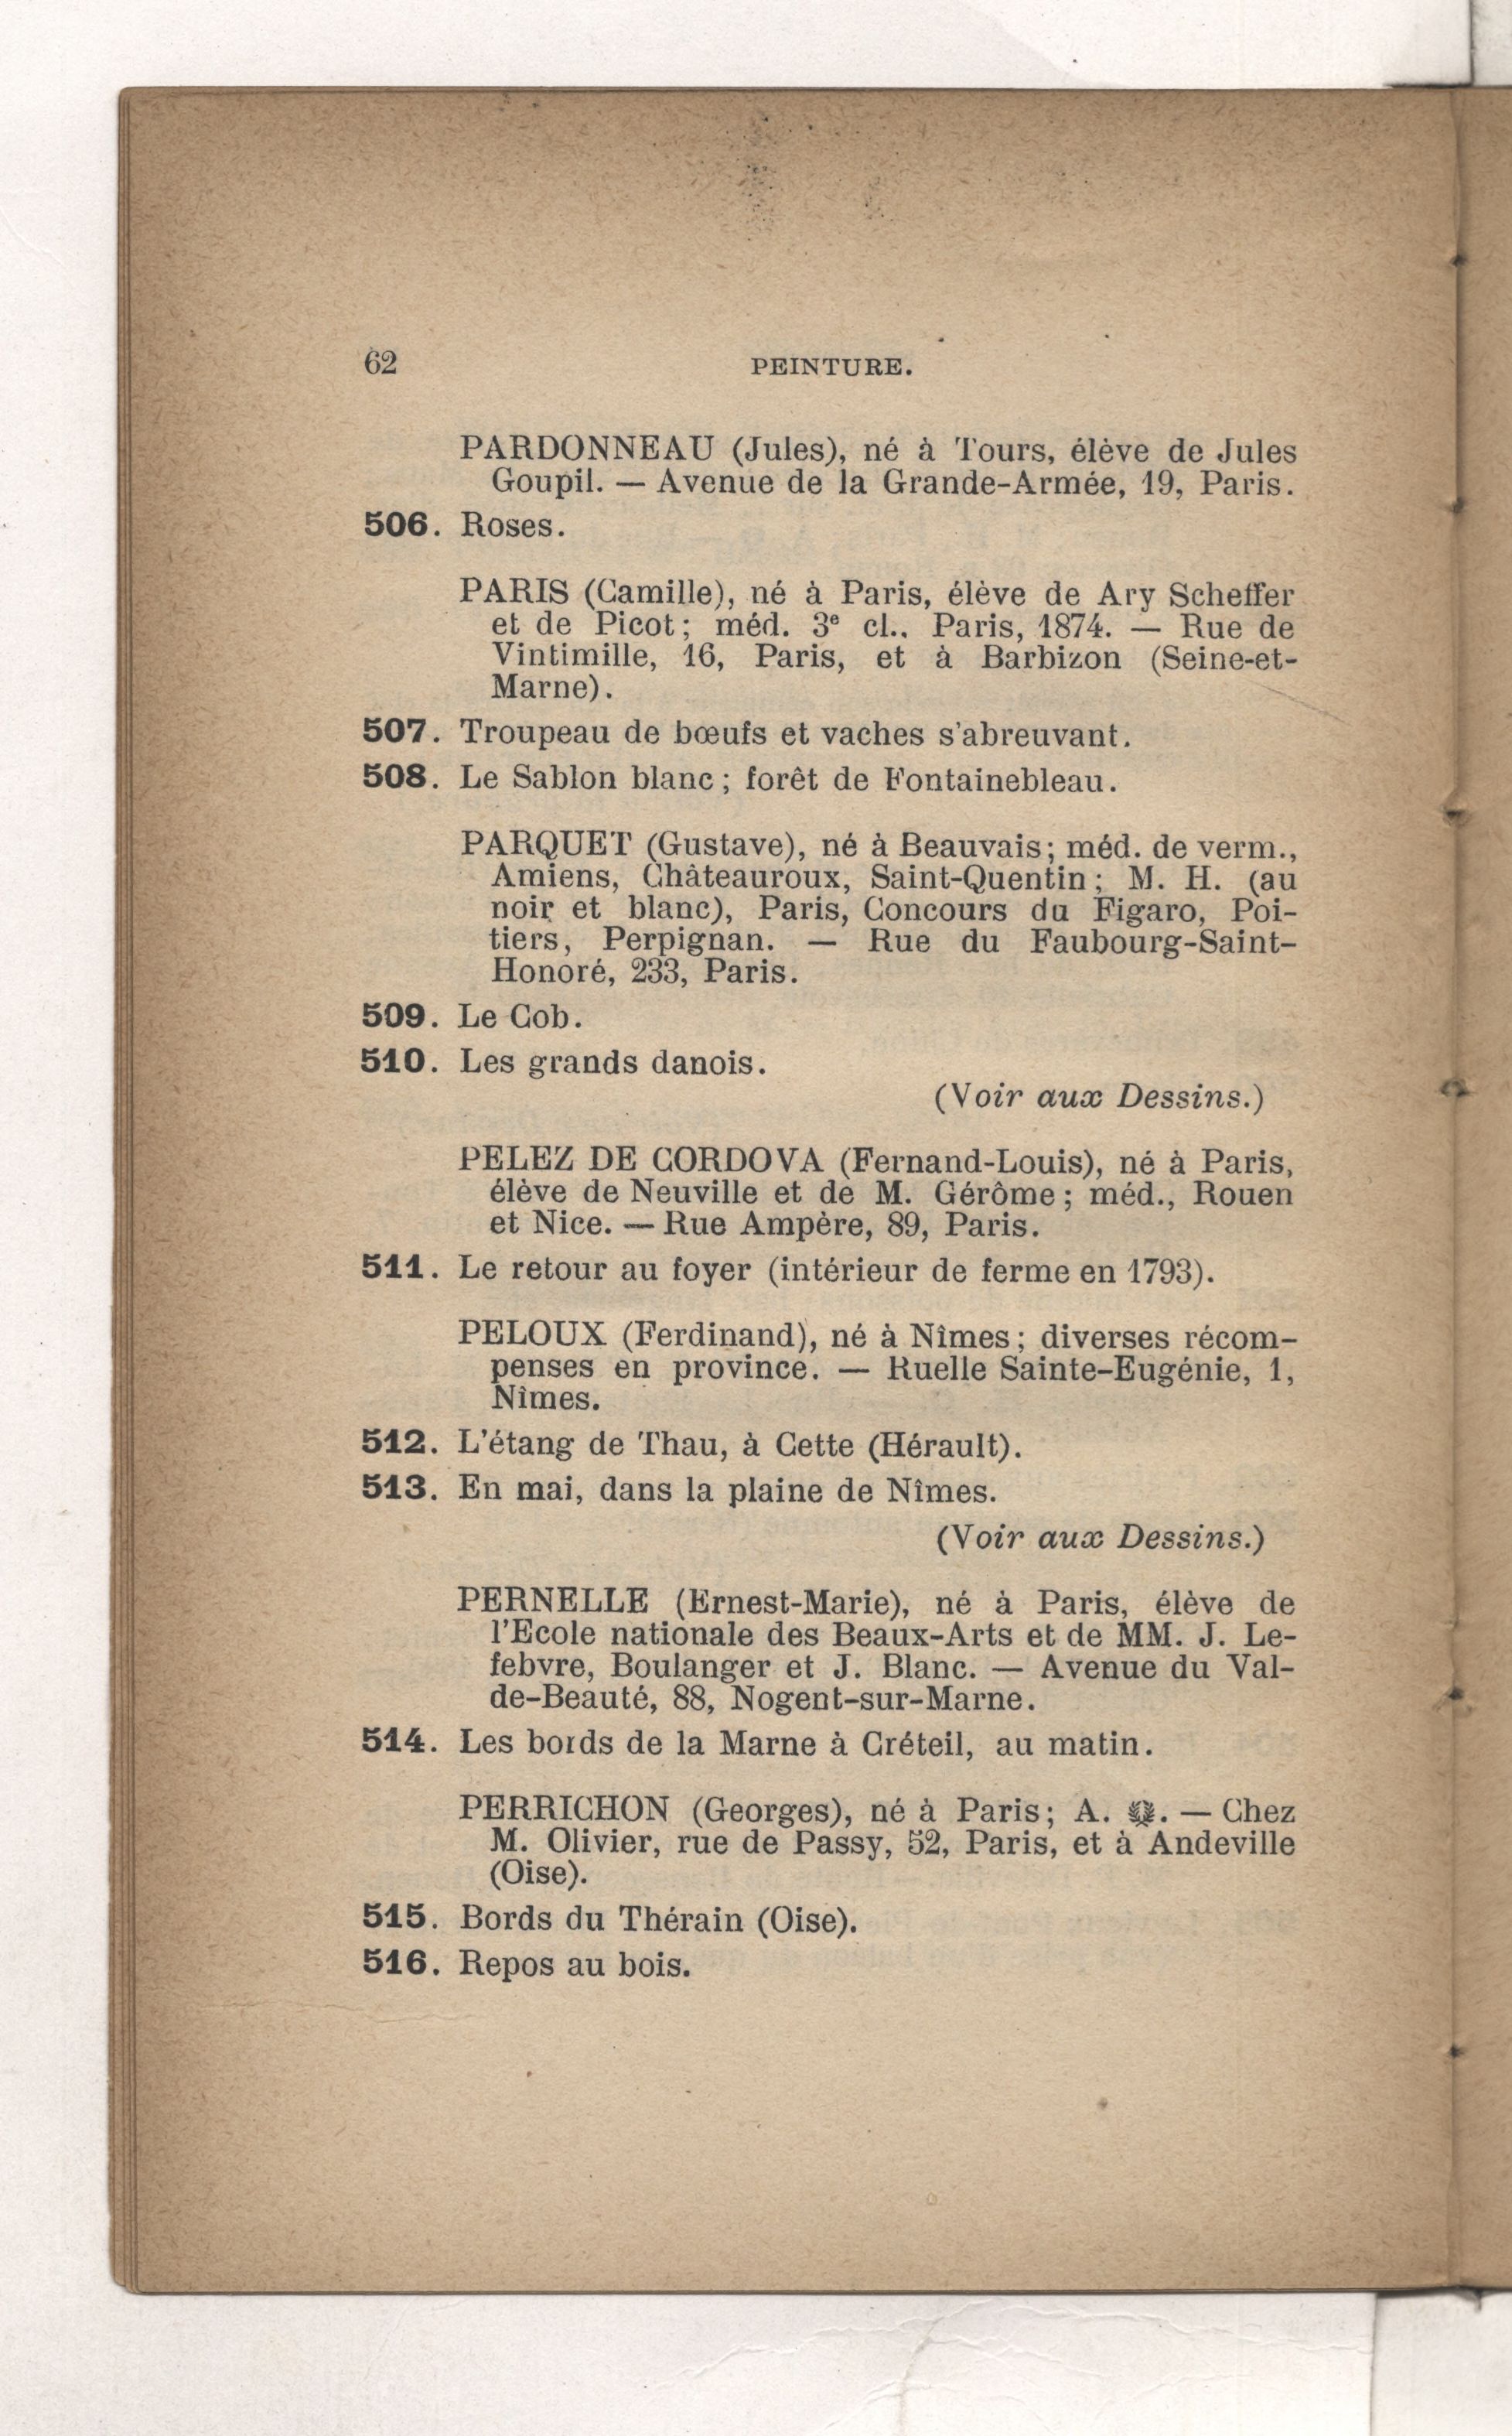 62
PEINTURE.
PARDONNEAU (Jules), né à Tours, élève de Jules
Goupil. — Avenue de la Grande-Armée, 19, Paris.
506. Roses.
PARIS (Camille), né à Paris, élève de Ary Scheffer
et de Picot; méd. 3e cl., Paris, 1874. — Rue de
Vintimille, 16, Paris, et à Barbizon (Seine-et-
Marne).
507. Troupeau de bœufs et vaches s'abreuvant.
508. Le Sablon blanc; forêt de Fontainebleau.
PARQUET (Gustave), né à Beauvais; méd. de verm.,
Amiens, Châteauroux, Saint-Quentin; M. H. (au
noir et blanc), Paris, Concours du Figaro, Poi-
tiers, Perpignan. — Rue du Faubourg-Saint-
Honoré, 233, Paris.
509. Le Cob.
510. Les grands danois.
(Voir aux Dessins.)
PELEZ DE CORDOVA (Fernand-Louis), né à Paris,
élève de Neuville et de M. Gérôme; méd., Rouen
et Nice. — Rue Ampère, 89, Paris.
511. Le retour au foyer (intérieur de ferme en 1793).
PELOUX (Ferdinand), né à Nîmes; diverses récom-
penses en province. — Ruelle Sainte-Eugénie, 1,
Nîmes.
512. L'étang de Thau, à Cette (Hérault).
513. En mai, dans la plaine de Nîmes.
(Voir aux Dessins.)
PERNELLE (Ernest-Marie), né à Paris, élève de
l'Ecole nationale des Beaux-Arts et de MM. J. Le-
febvre, Boulanger et J. Blanc. — Avenue du Val-
de-Beauté, 88, Nogent-sur-Marne.
514. Les bords de la Marne à Créteil, au matin.
PERRICHON (Georges), né à Paris; A. . — Chez
M. Olivier, rue de Passy, 52, Paris, et à Andeville
(Oise).
515. Bords du Thérain (Oise).
516. Repos au bois.